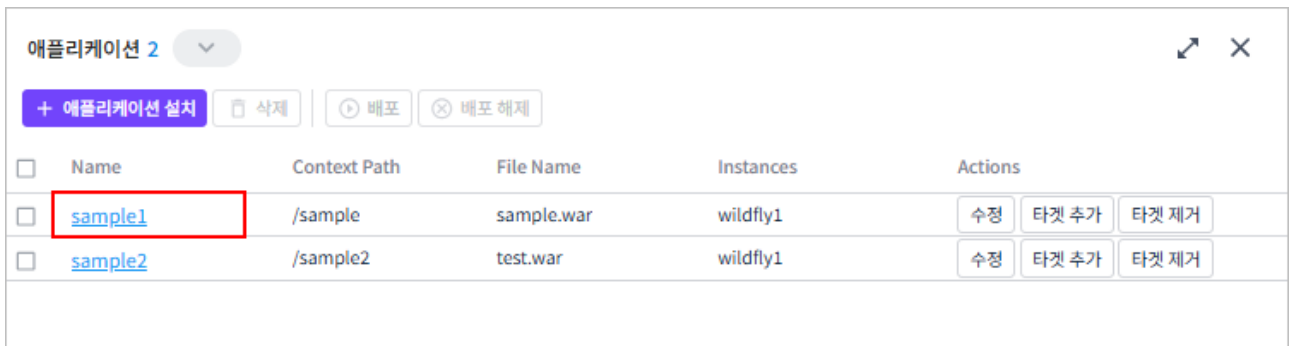 애플리케이션 2
+ 애플리케이션 설치 삭제 배포 배포 해제
Name Context Path File Name Instances Actions
sample1 /sample sample.war wildfly1 수정 타겟 추가 타겟 제거
sample2 /sample2 test.war wildfly1 수정 타겟 추가 타겟 제거